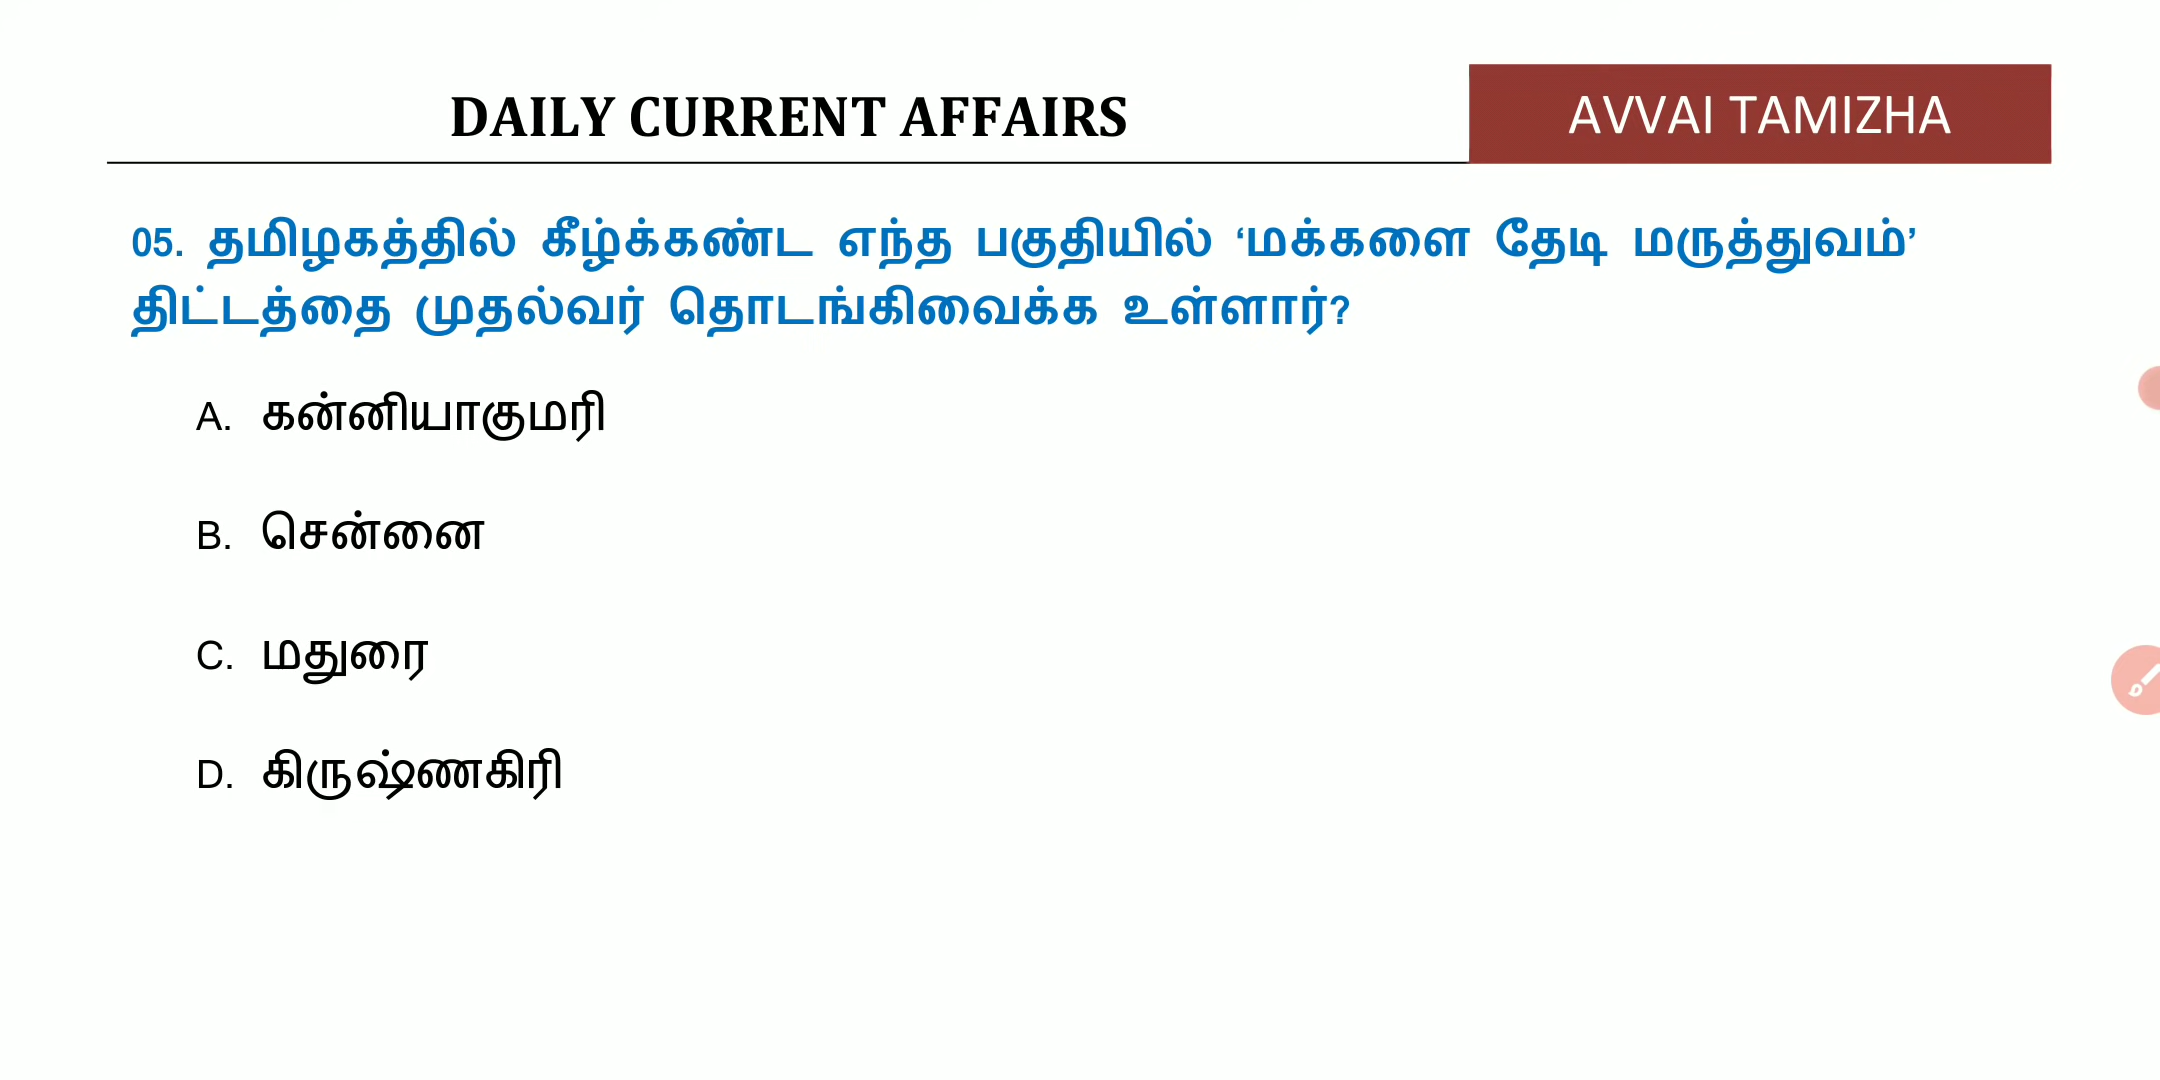 DAILY CURRENT AFFAIRS
AVVAI TAMIZHA
05. தமிழகத்தில் கீழ்க்கண்ட எந்த பகுதியில் ‘மக்களை தேடி மருத்துவம்’
திட்டத்தை முதல்வர் தொடங்கிவைக்க உள்ளார்?
A. கன்னியாகுமரி
B. சென்னை
C. மதுரை
D. கிருஷ்ணகிரி